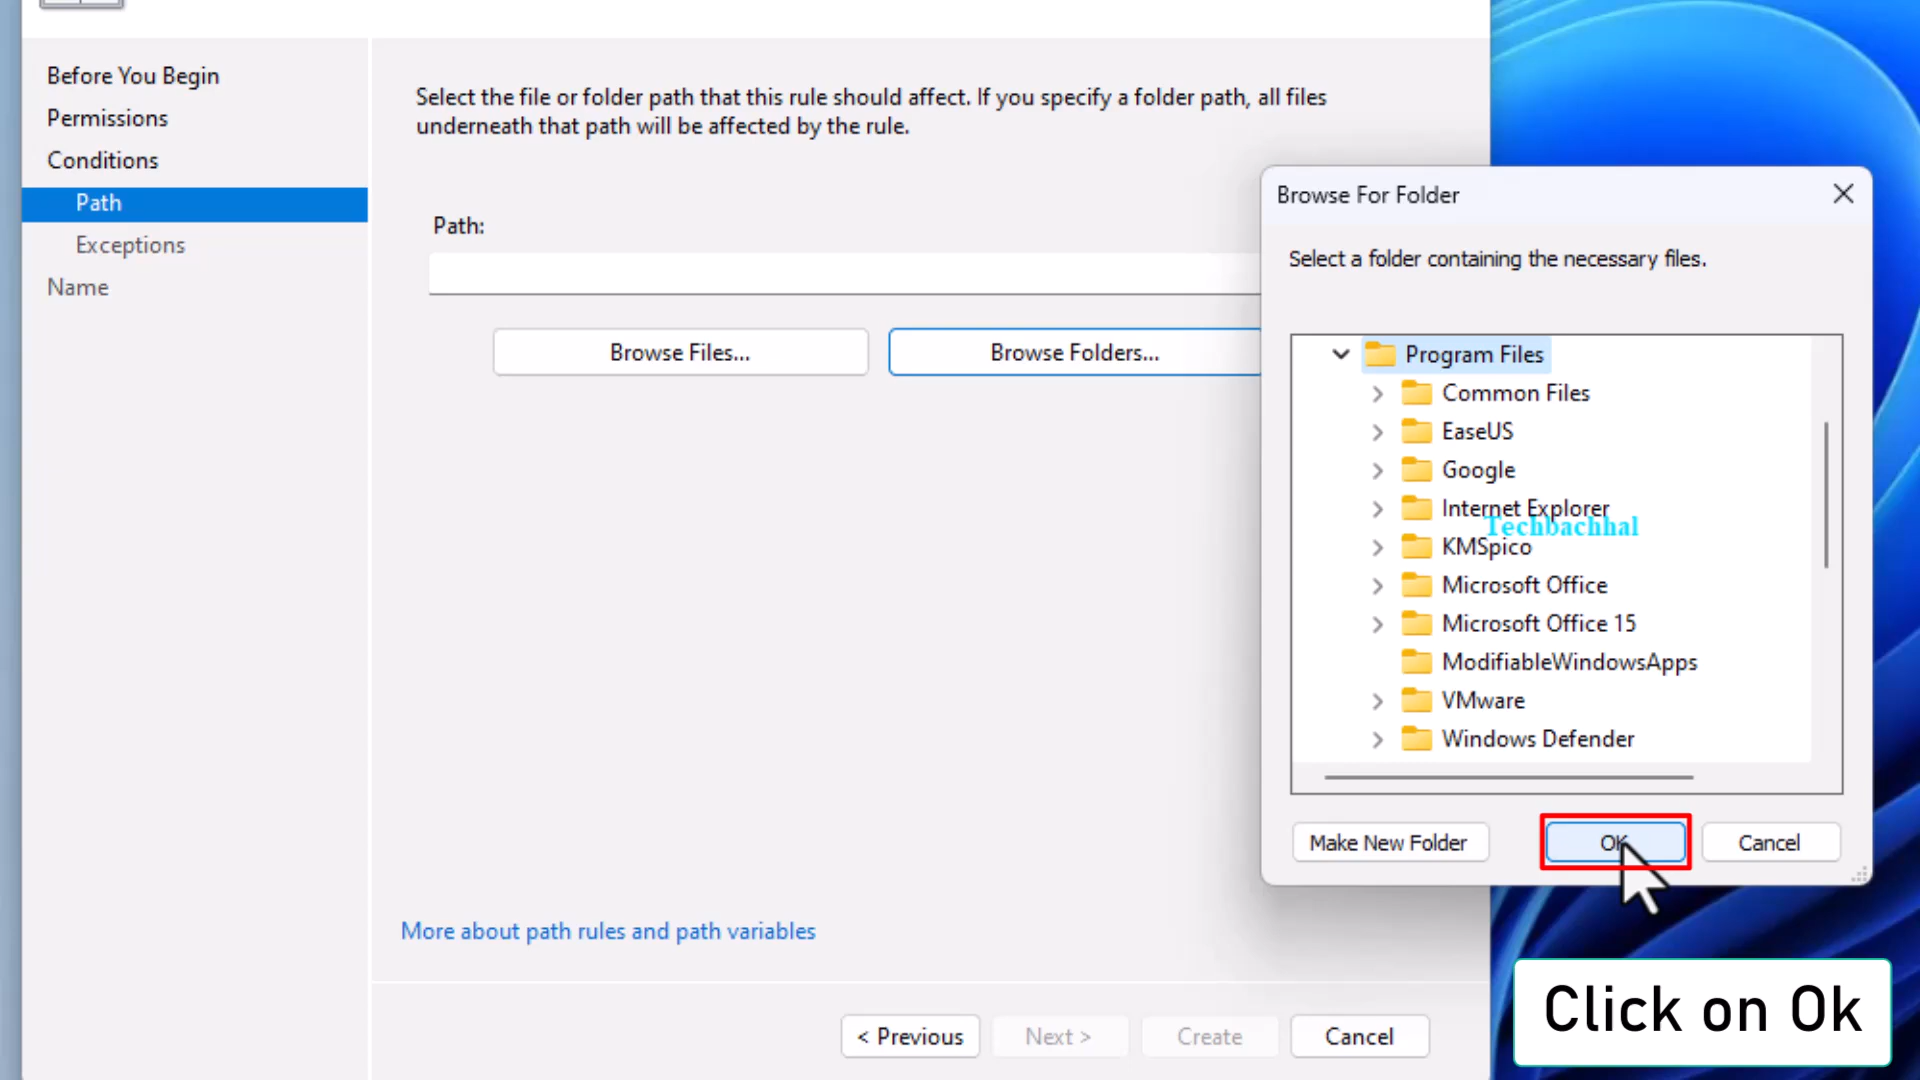 Before You Begin
Permissions
Conditions
Path
Exceptions
Name
Select the file or folder path that this rule should affect. If you specify a folder path, all files
underneath that path will be affected by the rule.
Path:
Browse Files...
Browse Folders...
More about path rules and path variables
< Previous
Next >
Create
Cancel
Browse For Folder
Select a folder containing the necessary files.
Program Files
Common Files
EaseUS
Google
Internet Explorer
Techbachhal
KMSpico
Microsoft Office
Microsoft Office 15
ModifiableWindowsApps
VMware
Windows Defender
Make New Folder
OK
Cancel
Click on Ok